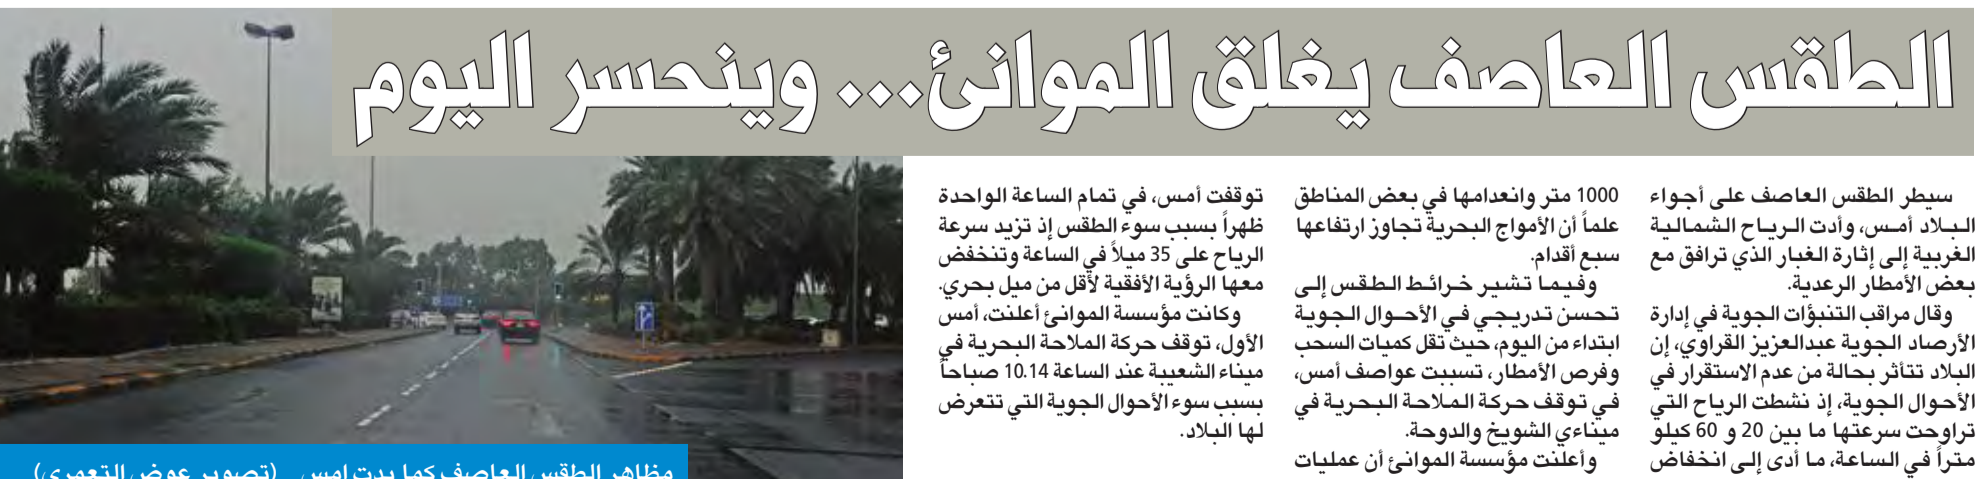 الطقس العاصف يغلق الموانئ... وينحسر اليوم
سيطر الطقس العاصف على أجواء
البلاد أمس، وأدت الرياح الشمالية
الغربية إلى إثارة الغبار الذي ترافق مع
بعض الأمطار الرعدية.
وقال مراقب التنبؤات الجوية في إدارة
الأرصاد الجوية عبدالعزيز القراوي، إن
البلاد تتأثر بحالة من عدم الاستقرار في
الأحوال الجوية، إذ نشطت الرياح التي
تراوحت سرعتها ما بين 20 و 60 كيلو
متراً في الساعة، ما أدى إلى انخفاض
1000 متر وانعدامها في بعض المناطق
علماً أن الأمواج البحرية تجاوز ارتفاعها
سبع أقدام.
وفيما تشير خرائط الطقس إلى
تحسن تدريجي في الأحوال الجوية
ابتداء من اليوم، حيث تقل كميات السحب
وفرص الأمطار، تسببت عواصف أمس،
في توقف حركة الملاحة البحرية في
ميناءي الشويخ والدوحة.
وأعلنت مؤسسة الموانئ أن عمليات
توقفت أمس، في تمام الساعة الواحدة
ظهراً بسبب سوء الطقس إذ تزيد سرعة
الرياح على 35 ميلاً في الساعة وتنخفض
معها الرؤية الأفقية لأقل من ميل بحري.
وكانت مؤسسة الموانئ أعلنت، أمس
الأول، توقف حركة الملاحة البحرية في
ميناء الشعيبة عند الساعة 10.14 صباحاً
بسبب سوء الأحوال الجوية التي تتعرض
لها البلاد.
مظاهر الطقس العاصف كما بدت امس (تصوير عوض التعمري)